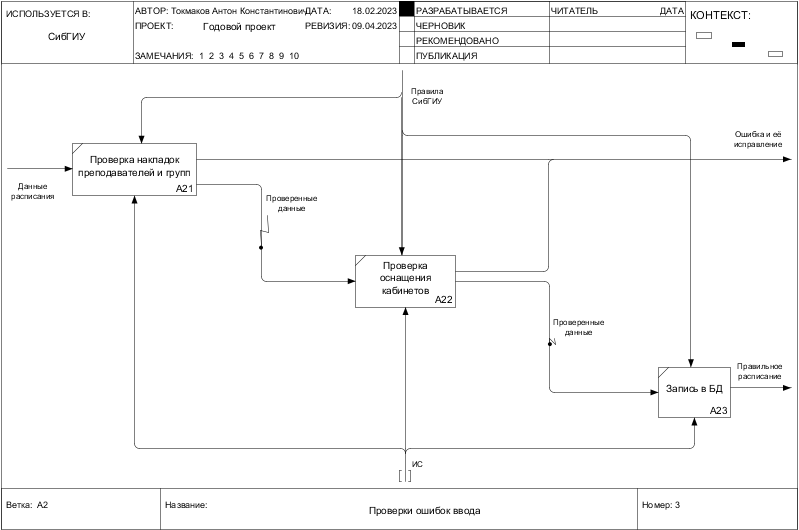 ИСПОЛЬЗУЕТСЯ В:
СибГИУ
АВТОР: Токмаков Антон Константинович
ДАТА: 18.02.2023
ПРОЕКТ: Годовой проект
РЕВИЗИЯ: 09.04.2023
ЗАМЕЧАНИЯ: 1 2 3 4 5 6 7 8 9 10
РАЗРАБАТЫВАЕТСЯ
ЧЕРНОВИК
РЕКОМЕНДОВАНО
ПУБЛИКАЦИЯ
ЧИТАТЕЛЬ ДАТА
КОНТЕКСТ:
Правила
СибГИУ
Ошибка и её
исправление
Проверка накладок
преподавателей и групп
A21
Данные
расписания
Проверенные
данные
Проверка
оснащения
кабинетов
A22
Проверенные
данные
Правильное
расписание
Запись в БД
A23
ИС
Ветка: A2
Название:
Проверки ошибок ввода
Номер: 3